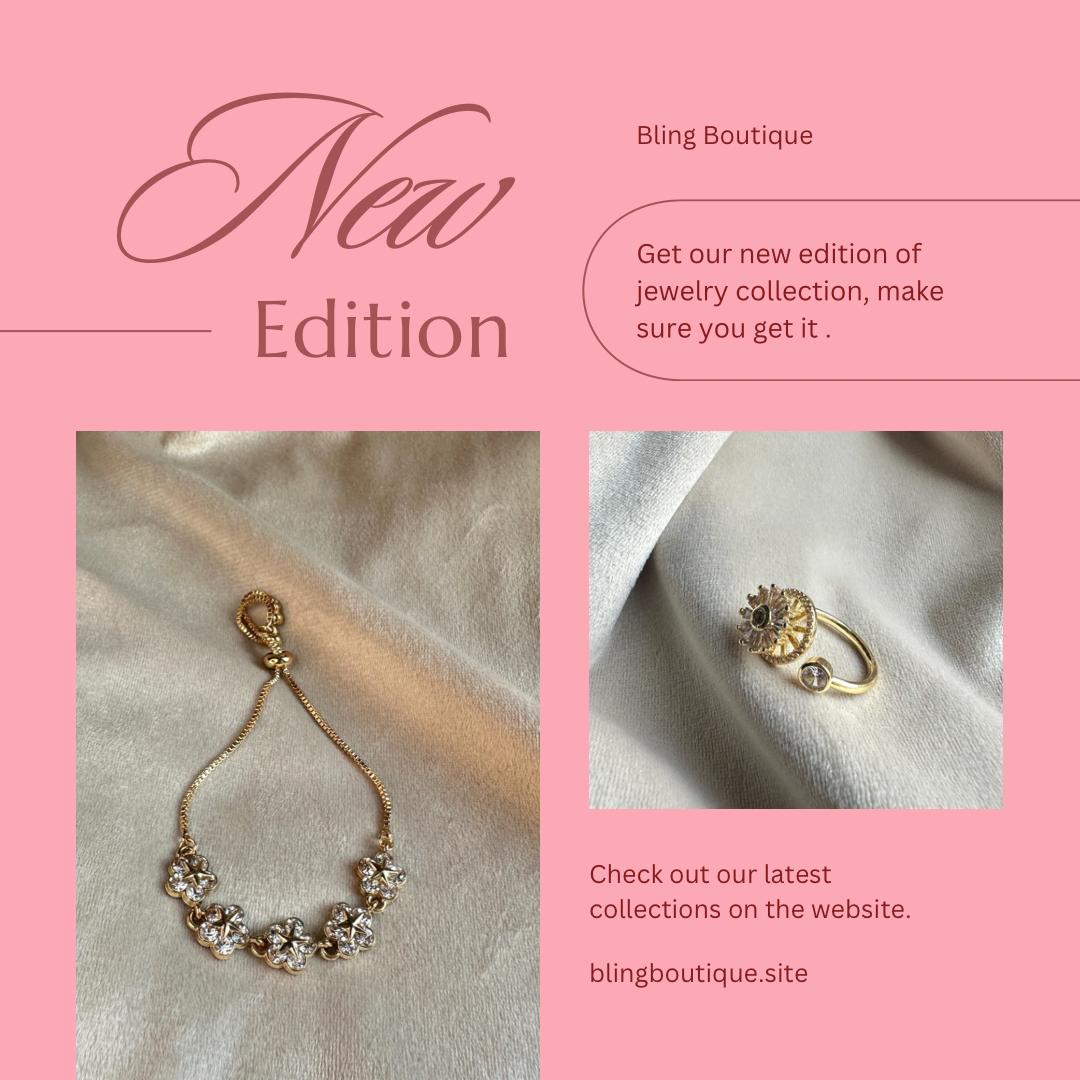 New
Edition
Bling Boutique
Get our new edition of
jewelry collection, make
sure you get it .
Check out our latest
collections on the website.
blingboutique.site